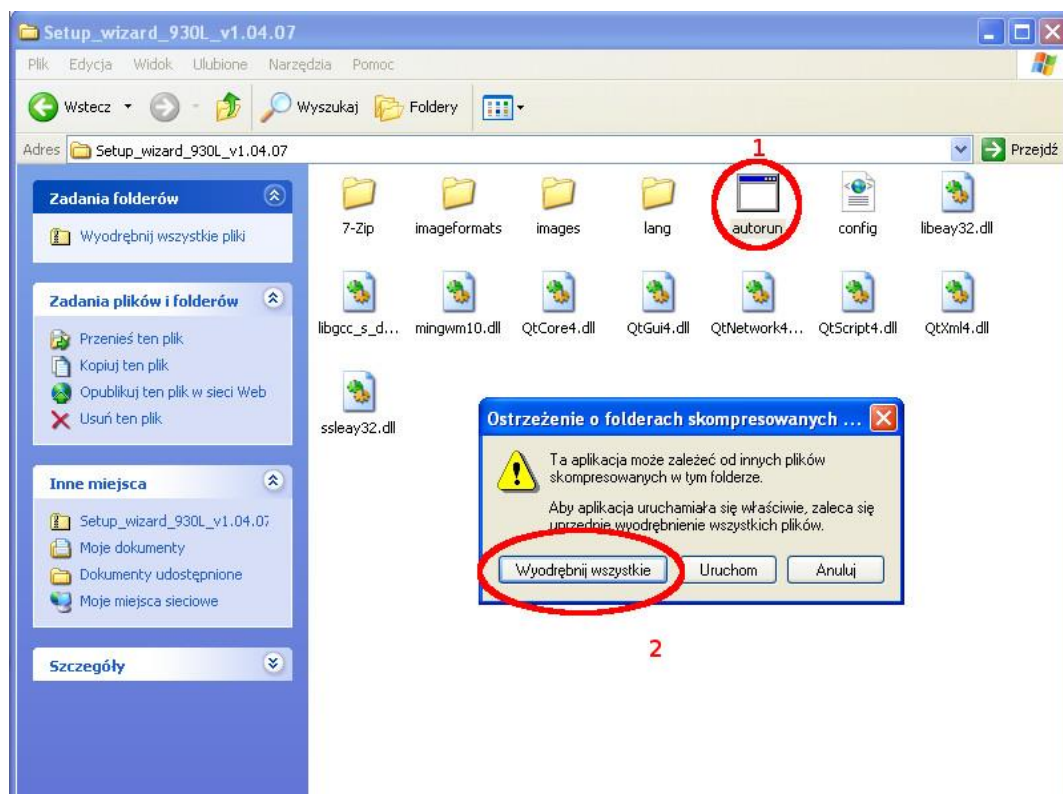 Setup_wizard_930L_v1.04.07
Plik Edycja Widok Ulubione Narzędzia Pomoc
Wstecz Wyszukaj Foldery
Adres Setup_wizard_930L_v1.04.07 Przejdź
1
Zadania folderów
Wyodrębnij wszystkie pliki
Zadania plików i folderów
Przenieś ten plik
Kopiuj ten plik
Opublikuj ten plik w sieci Web
Usuń ten plik
Inne miejsca
Setup_wizard_930L_v1.04.07
Moje dokumenty
Dokumenty udostępnione
Moje miejsca sieciowe
Szczegóły
7-Zip imageformats images lang autorun config libeay32.dll
libgcc_s_d... mingwm10.dll QtCore4.dll QtGui4.dll QtNetwork4... QtScript4.dll QtXml4.dll
ssleay32.dll
Ostrzeżenie o folderach skompresowanych ...
Ta aplikacja może zależeć od innych plików
skompresowanych w tym folderze.
Aby aplikacja uruchamiała się właściwie, zaleca się
uprzednie wyodrębnienie wszystkich plików.
Wyodrębnij wszystkie Uruchom Anuluj
2